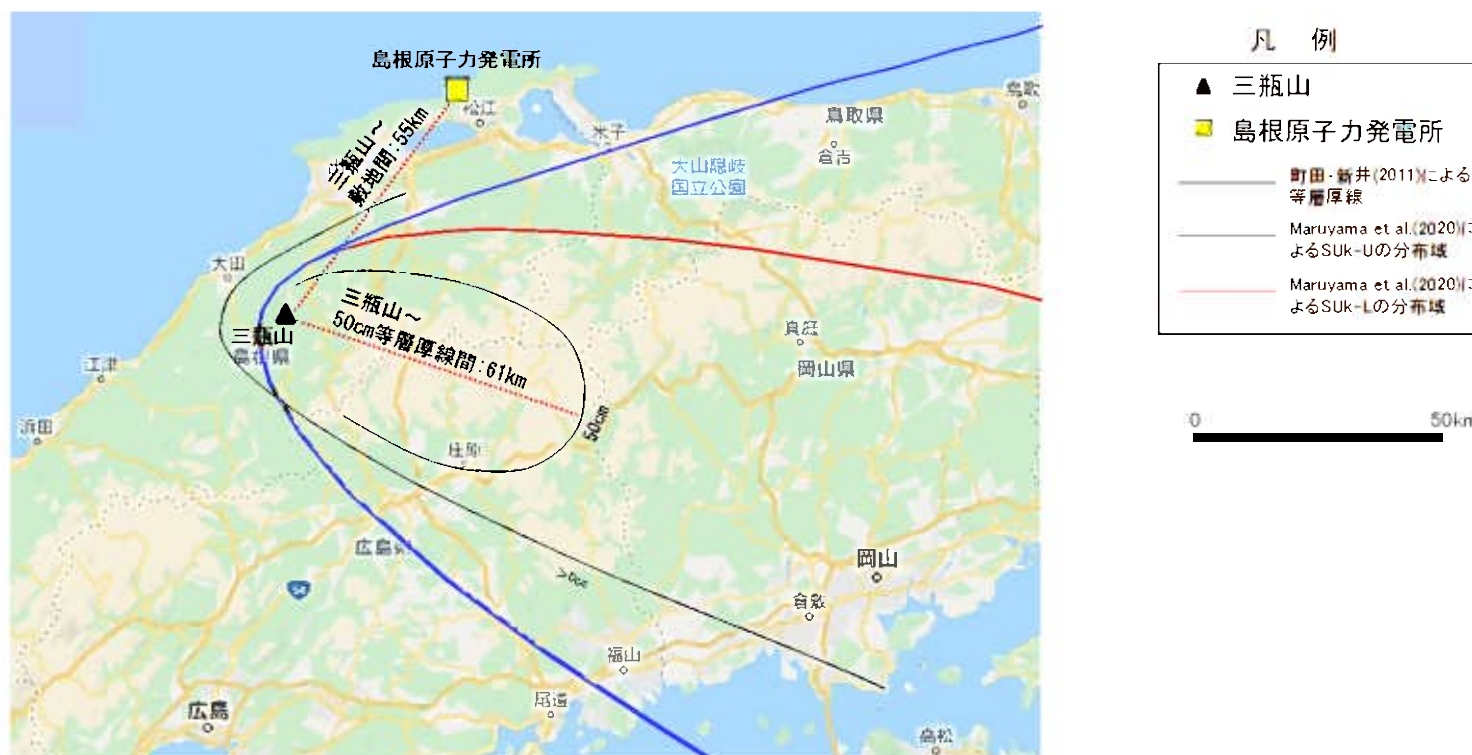 島根原子力発電所
松江
鳥取
米子
鳥取県
倉吉
大山隠岐
国立公園
三瓶山～
敷地間:55km
大田
三瓶山～
50cm等層厚線間:61km
三瓶山
島根県
江津
浜田
真庭
岡山県
50cm
庄原
広島県
岡山
倉敷
福山
尾道
広島
高松
凡 例
三瓶山
島根原子力発電所
町田・新井(2011)による
等層厚線
Maruyama et al.(2020)に
よるSUk-Uの分布域
Maruyama et al.(2020)に
よるSUk-Lの分布域
0
50km